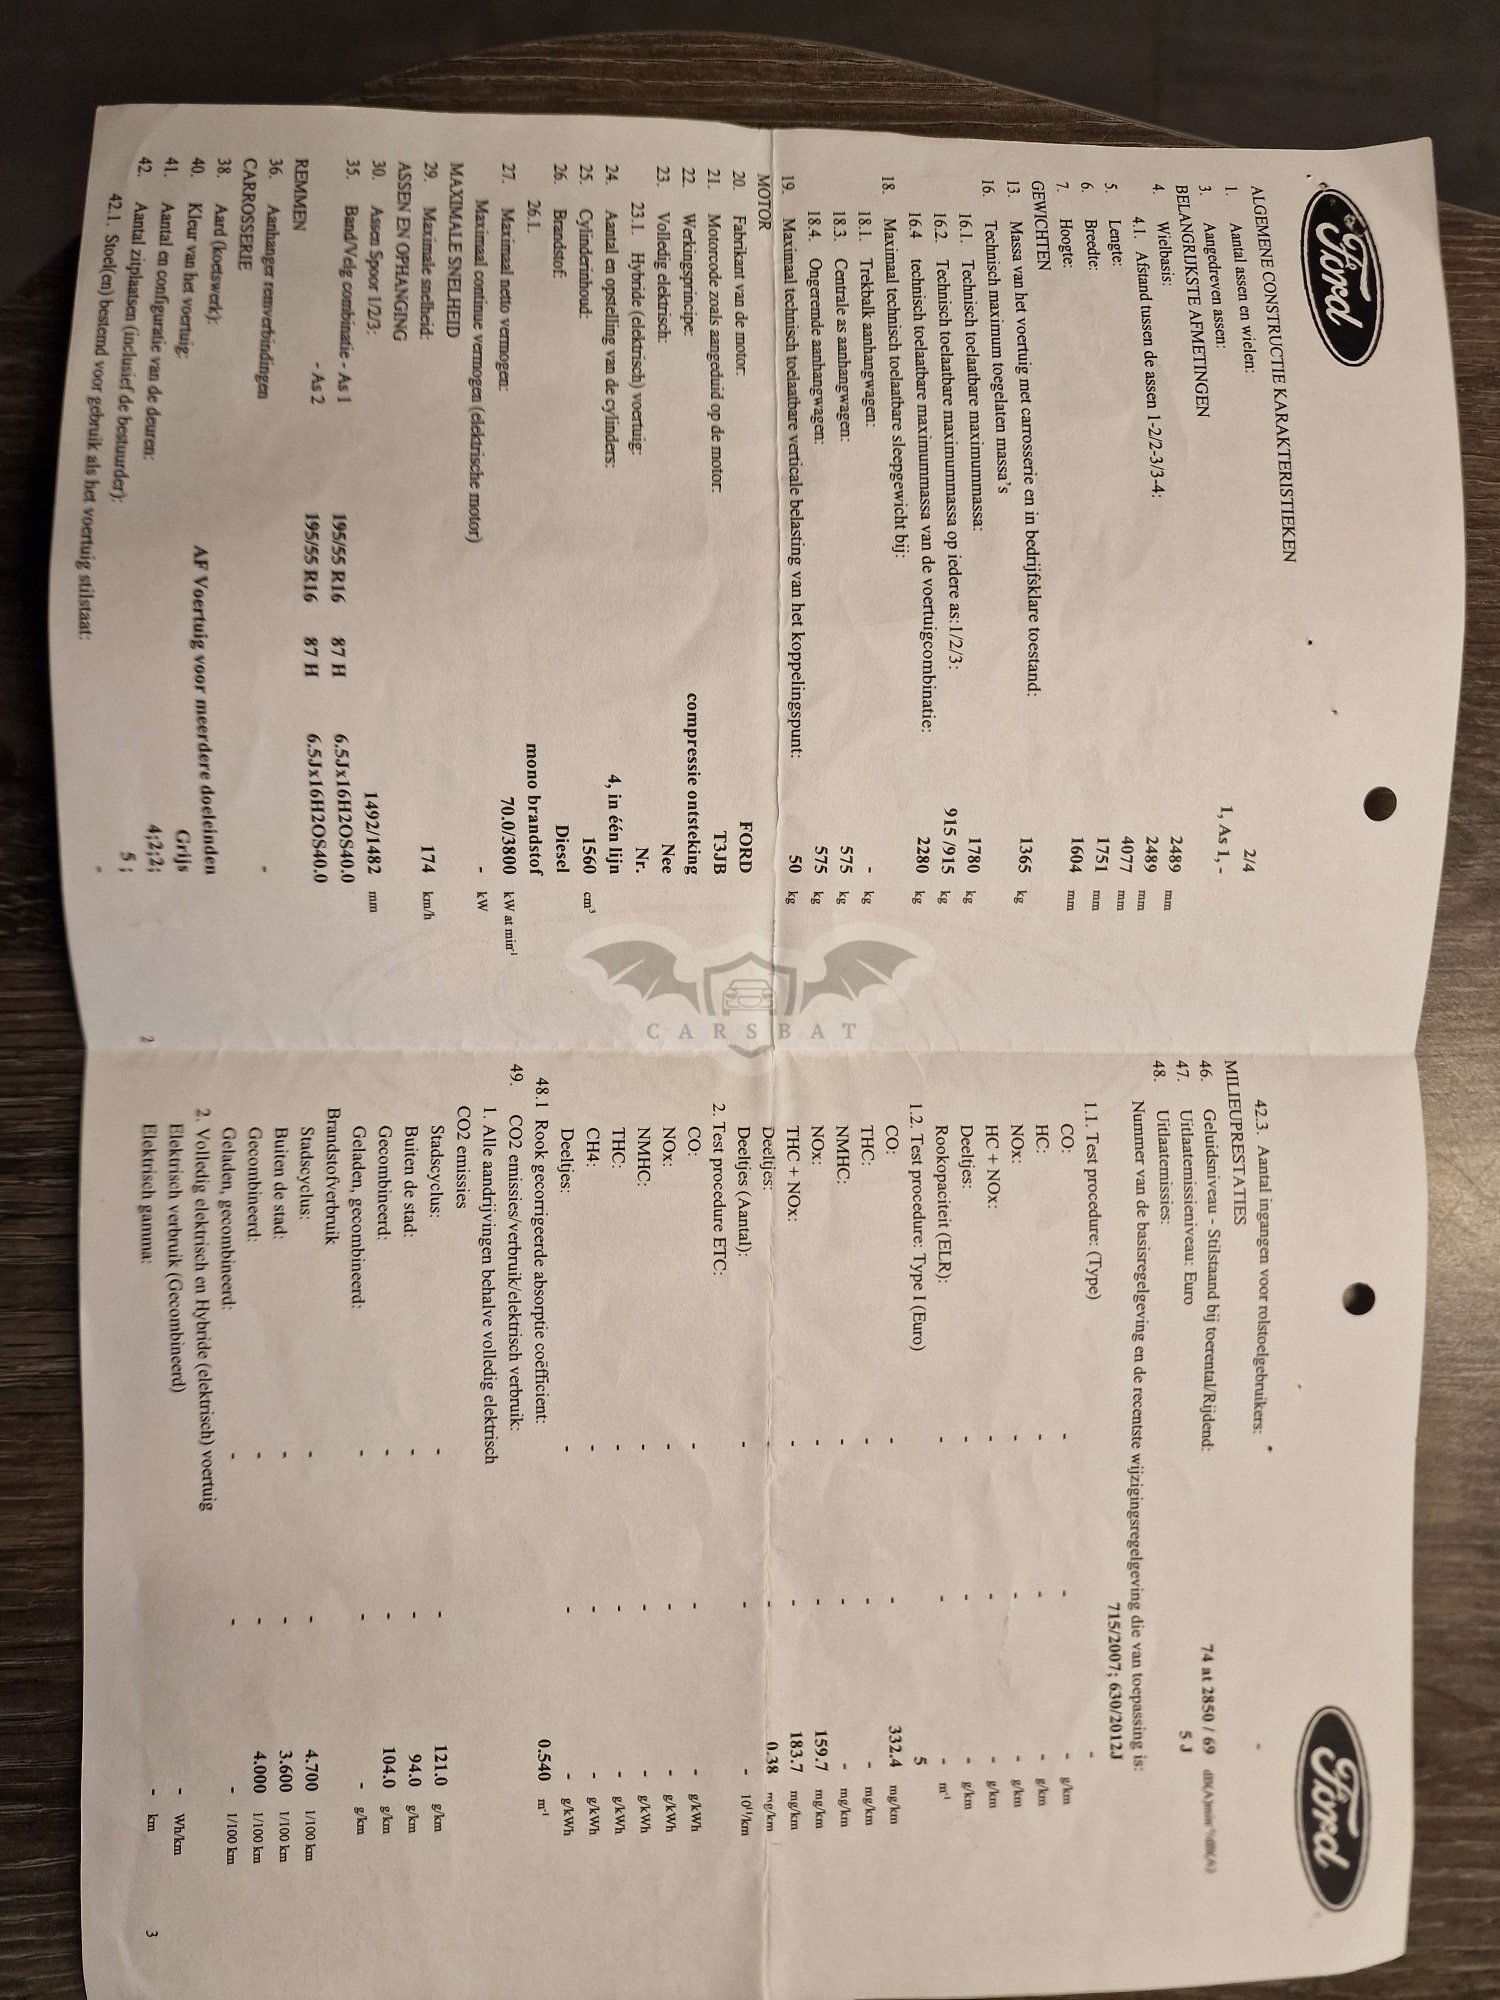 Ford
ALGEMENE CONSTRUCTIE KARAKTERISTIEKEN
1. Aantal assen en wielen: 2/4
3. Aangedreven assen: 1, As 1, -
BELANGRIJKSTE AFMETINGEN
4. Wielbasis: 2489 mm
4.1. Afstand tussen de assen 1-2/2-3/3-4: 2489 mm
5. Lengte: 4077 mm
6. Breedte: 1751 mm
7. Hoogte: 1604 mm
GEWICHTEN
13. Massa van het voertuig met carrosserie en in bedrijfsklare toestand: 1365 kg
16. Technisch maximum toegelaten massa's
16.1. Technisch toelaatbare maximummassa: 1780 kg
16.2. Technisch toelaatbare maximummassa op iedere as:1/2/3: 915 /915 kg
16.4 technisch toelaatbare maximummassa van de voertuigcombinatie: 2280 kg
18. Maximaal technisch toelaatbare sleepgewicht bij:
18.1. Trekbalk aanhangwagen: - kg
18.3. Centrale as aanhangwagen: 575 kg
18.4. Ongeremde aanhangwagen: 575 kg
19. Maximaal technisch toelaatbare verticale belasting van het koppelingspunt: 50 kg
MOTOR
20. Fabrikant van de motor: FORD
21. Motorcode zoals aangeduid op de motor: T3JB
22. Werkingsprincipe: compressie ontsteking
23. Volledig elektrisch: Nee
23.1. Hybride (elektrisch) voertuig: Nr.
24. Aantal en opstelling van de cylinders: 4, in één lijn
25. Cylinderinhoud: 1560 cm³
26. Brandstof: Diesel
26.1. mono brandstof
27. Maximaal netto vermogen: 70.0/3800 kW at min⁻¹
Maximaal continue vermogen (elektrische motor) - kW
MAXIMALE SNELHEID
29. Maximale snelheid: 174 km/h
ASSEN EN OPHANGING
30. Assen Spoor 1/2/3: 1492/1482 mm
35. Band/Velg combinatie - As 1 195/55 R16 87 H 6.5Jx16H2OS40.0
- As 2 195/55 R16 87 H 6.5Jx16H2OS40.0
REMMEN
36. Aanhanger remverbindingen -
CARROSSERIE
38. Aard (koetswerk): AF Voertuig voor meerdere doeleinden
40. Kleur van het voertuig: Grijs
41. Aantal en configuratie van de deuren: 4;2;2;
42. Aantal zitplaatsen (inclusief de bestuurder): 5 ;
42.1. Stoel(en) bestemd voor gebruik als het voertuig stilstaat: -
2
CARSBAT
Ford
42.3. Aantal ingangen voor rolstoelgebruikers: -
MILIEUPRESTATIES
46. Geluidsniveau - Stilstaand bij toerental/Rijdend: 74 at 2850 / 69 dB(A)min⁻¹/dB(A)
47. Uitlaatemissieniveau: Euro 5 J
48. Uitlaatemissies:
Nummer van de basisregelgeving en de recentste wijzigingsregelgeving die van toepassing is:
715/2007; 630/2012J
1.1. Test procedure: (Type) -
CO: - - - g/km
HC: - - - g/km
NOx: - - - g/km
HC + NOx: - - - g/km
Deeltjes: - - - g/km
Rookopaciteit (ELR): - - - m⁻¹
1.2. Test procedure: Type I (Euro) 5
CO: - - 332.4 mg/km
THC: - mg/km
NMHC: - mg/km
NOx: - - 159.7 mg/km
THC + NOx: - - 183.7 mg/km
Deeltjes: - - 0.38 mg/km
Deeltjes (Aantal): - - - 10¹¹/km
2. Test procedure ETC:
CO: - - - g/kWh
NOx: - - - g/kWh
NMHC: - - - g/kWh
THC: - - - g/kWh
CH4: - - - g/kWh
Deeltjes: - - - g/kWh
48.1 Rook gecorrigeerde absorptie coëfficient: 0.540 m⁻¹
49. CO2 emissies/verbruik/elektrisch verbruik:
1. Alle aandrijvingen behalve volledig elektrisch
CO2 emissies
Stadscyclus: - - 121.0 g/km
Buiten de stad: - - 94.0 g/km
Gecombineerd: - - 104.0 g/km
Geladen, gecombineerd: - - - g/km
Brandstofverbruik
Stadscyclus: - - 4.700 1/100 km
Buiten de stad: - - 3.600 1/100 km
Gecombineerd: - - 4.000 1/100 km
Geladen, gecombineerd: - - - 1/100 km
2. Volledig elektrisch en Hybride (elektrisch) voertuig
Elektrisch verbruik (Gecombineerd) - Wh/km
Elektrisch gamma: - km
3